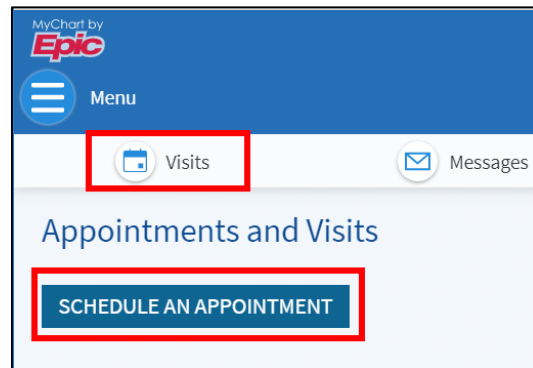 MyChart by
Epic
Menu
Visits
Messages
Appointments and Visits
SCHEDULE AN APPOINTMENT